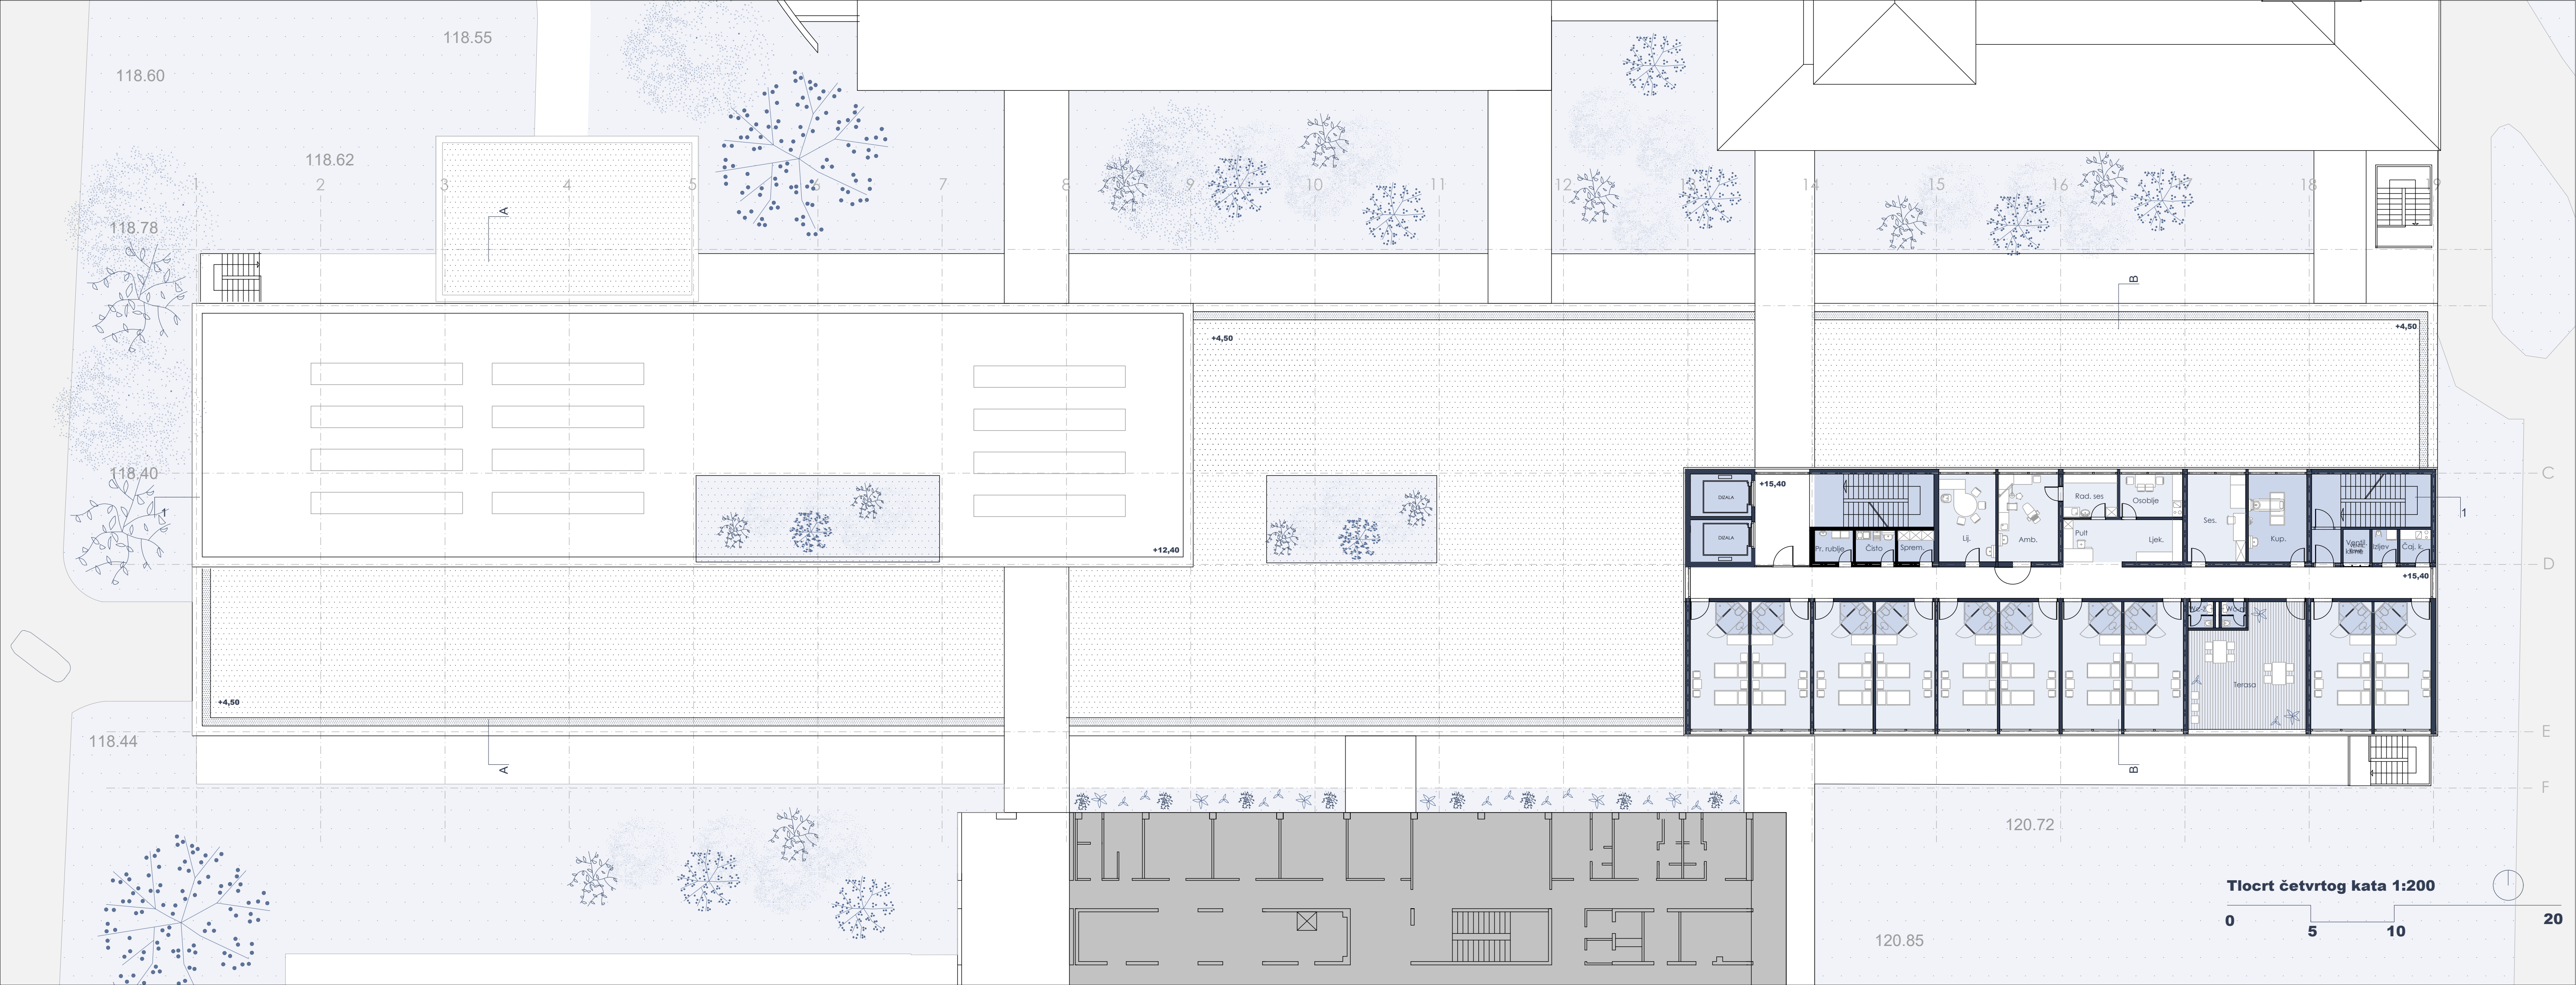 118.55
118.60
118.62
1 2 3 4 5 6 7 8 9 10 11 12 13 14 15 16 18 19
A
118.78
B
+4,50
+4,50
118.40
C
1
DIZALA
+15,40
Rad. ses
Osoblje
Ses.
1
DIZALA
Pr. rublje
Čisto
Sprem.
Lij.
Amb.
Pult
Ljek.
Kup.
Izljev
Čaj. k.
+12,40
D
+15,40
Terasa
+4,50
E
118.44
A
B
F
120.72
Tlocrt četvrtog kata 1:200
0 5 10 20
120.85